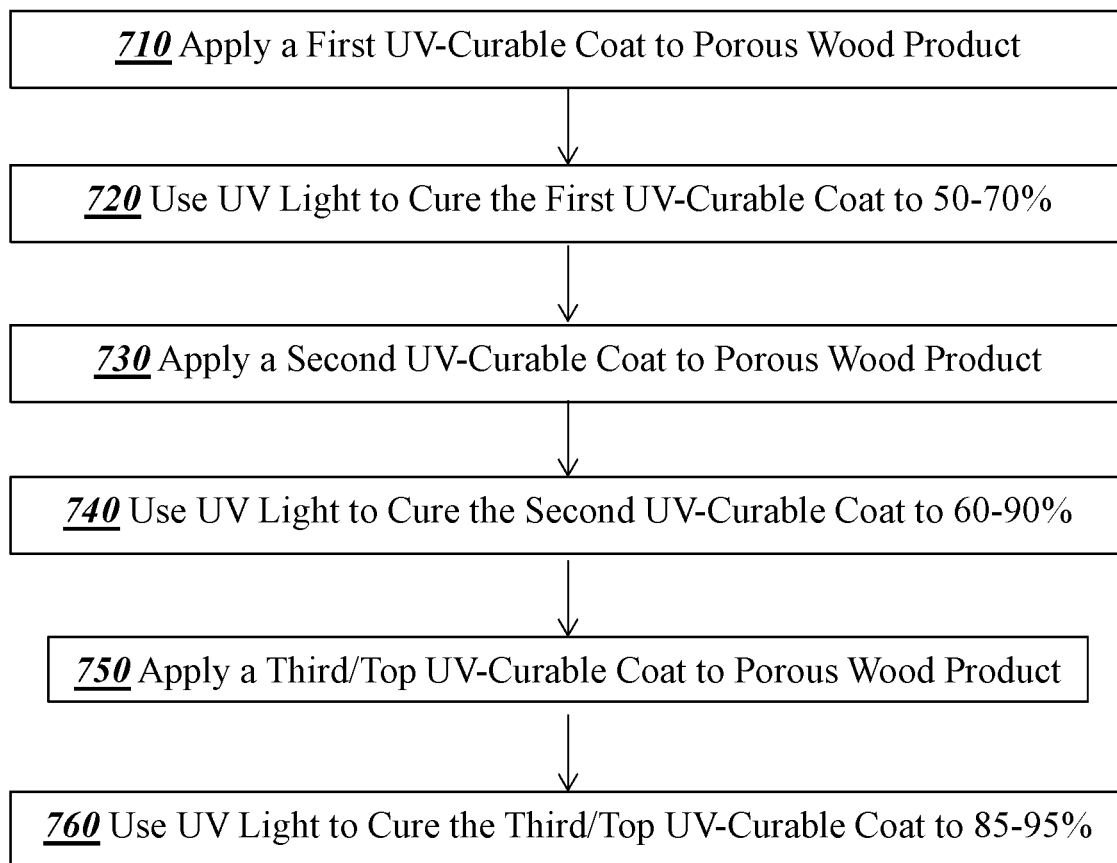 710 Apply a First UV-Curable Coat to Porous Wood Product
720 Use UV Light to Cure the First UV-Curable Coat to 50-70%
730 Apply a Second UV-Curable Coat to Porous Wood Product
740 Use UV Light to Cure the Second UV-Curable Coat to 60-90%
750 Apply a Third/Top UV-Curable Coat to Porous Wood Product
760 Use UV Light to Cure the Third/Top UV-Curable Coat to 85-95%